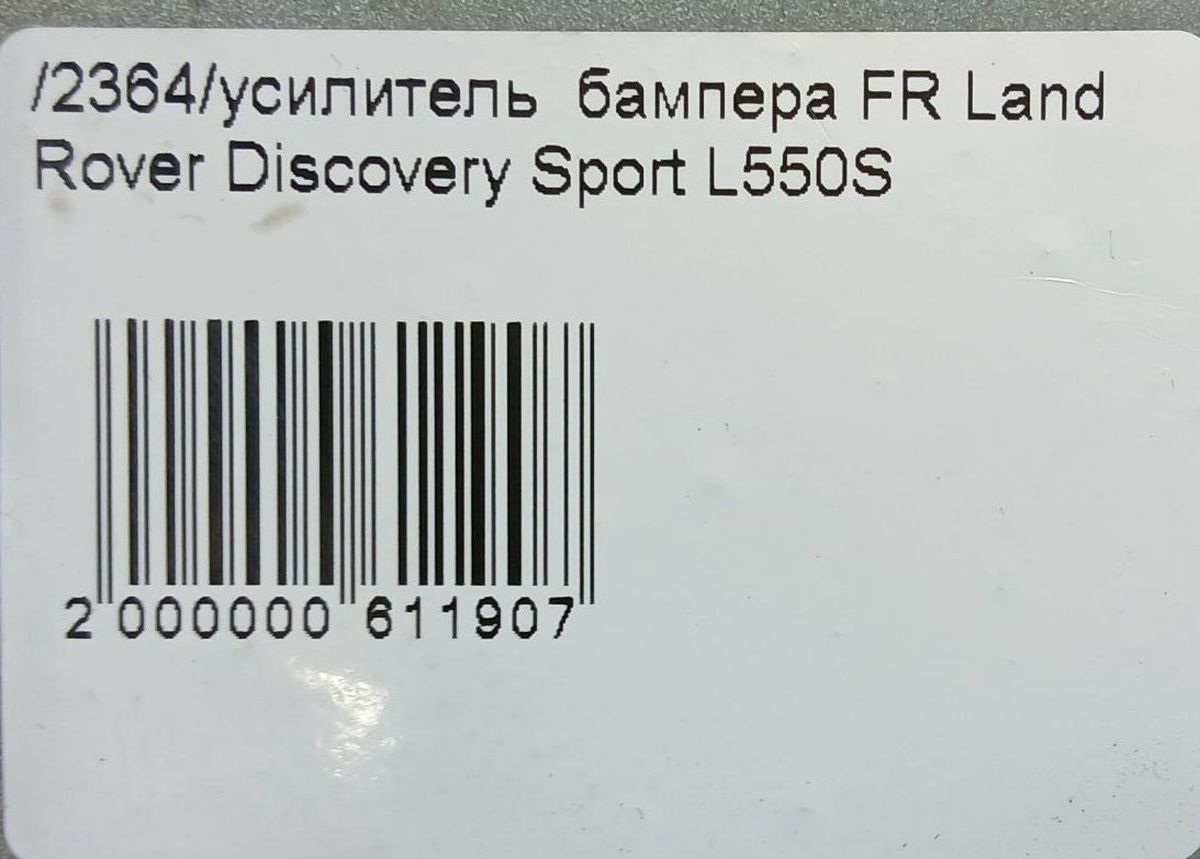 /2364/усилитель бампера FR Land
Rover Discovery Sport L550S
2 000000 611907